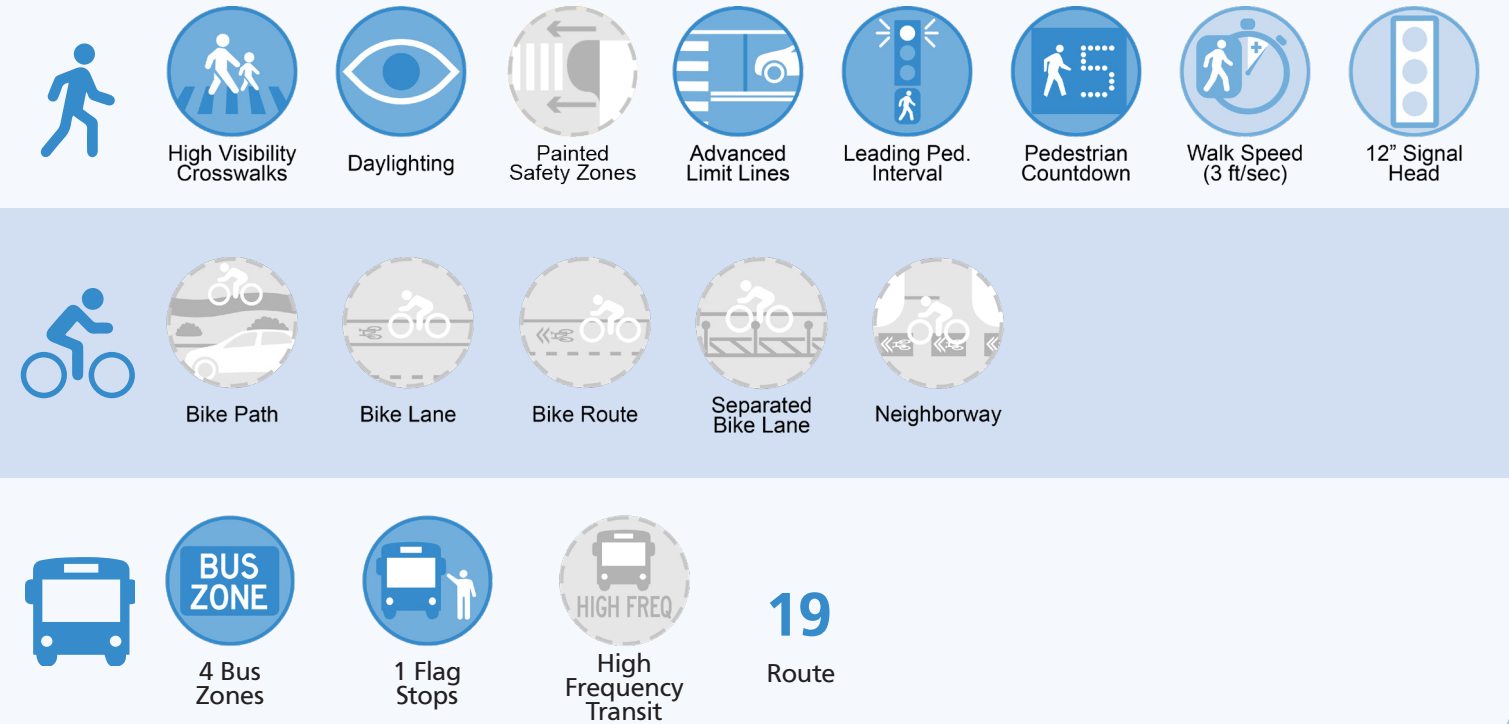 High Visibility
Crosswalks
Daylighting
Painted
Safety Zones
Advanced
Limit Lines
Leading Ped.
Interval
5
Pedestrian
Countdown
Walk Speed
(3 ft/sec)
12” Signal
Head
Bike Path
Bike Lane
Bike Route
Separated
Bike Lane
Neighborway
BUS
ZONE
4 Bus
Zones
1 Flag
Stops
HIGH FREQ
High
Frequency
Transit
19
Route